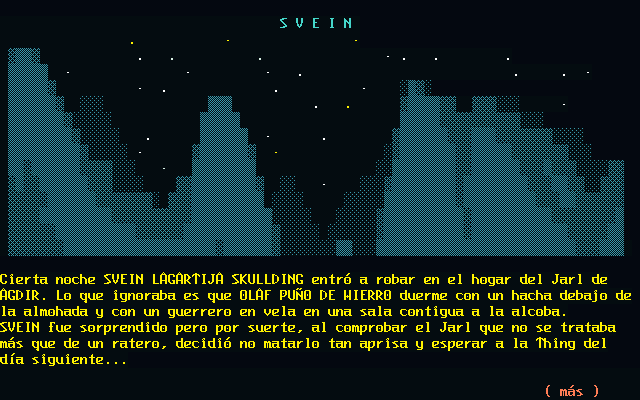 S V E I N
Cierta noche SVEIN LAGARTIJA SKULLDING entró a robar en el hogar del Jarl de
AGDIR. Lo que ignoraba es que OLAF PUÑO DE HIERRO duerme con un hacha debajo de
la almohada y con un guerrero en vela en una sala contigua a la alcoba.
SVEIN fue sorprendido pero por suerte, al comprobar el Jarl que no se trataba
más que de un ratero, decidió no matarlo tan aprisa y esperar a la Thing del
día siguiente...
( más )